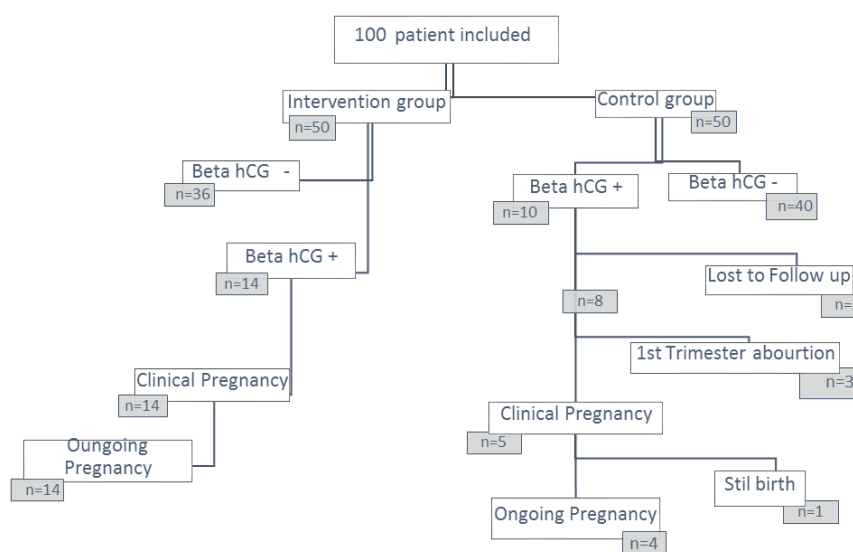 100 patient included
Intervention group
n=50
Control group
n=50
Beta hCG -
n=36
Beta hCG +
n=10
Beta hCG -
n=40
Beta hCG +
n=14
Lost to Follow up
n=
n=8
1st Trimester abourtion
n=3
Clinical Pregnancy
n=14
Clinical Pregnancy
n=5
Oungoing
Pregnancy
n=14
Stil birth
n=1
Ongoing Pregnancy
n=4